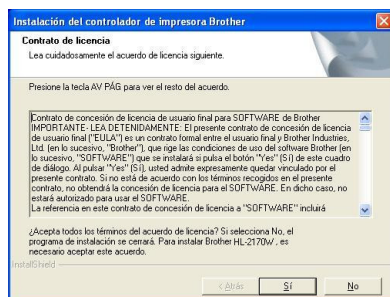 Instalación del controlador de impresora Brother
Contrato de licencia
Lea cuidadosamente el acuerdo de licencia siguiente.
Presione la tecla AV PÁG para ver el resto del acuerdo.
Contrato de concesión de licencia de usuario final para SOFTWARE de Brother
IMPORTANTE- LEA DETENIDAMENTE: El presente contrato de concesión de licencia
de usuario final ("EULA") es un contrato formal entre el usuario final y Brother Industries,
Ltd. (en lo sucesivo, "Brother"), que rige las condiciones de uso del software Brother (en
lo sucesivo, "SOFTWARE") que se instalará si pulsa el botón "Yes" (Sí) de este cuadro
de diálogo. Al pulsar "Yes" (Sí), usted admite expresamente quedar vinculado por el
presente contrato. Si no está de acuerdo con los términos recogidos en el presente
contrato, no obtendrá la concesión de licencia para el SOFTWARE. En dicho caso, no
estará autorizado para usar el SOFTWARE.
La referencia en este contrato de concesión de licencia a "SOFTWARE" incluirá
¿Acepta todos los términos del acuerdo de licencia? Si selecciona No, el
programa de instalación se cerrará. Para instalar Brother HL-2170W , es
necesario aceptar este acuerdo.
InstallShield
< Atrás Sí No